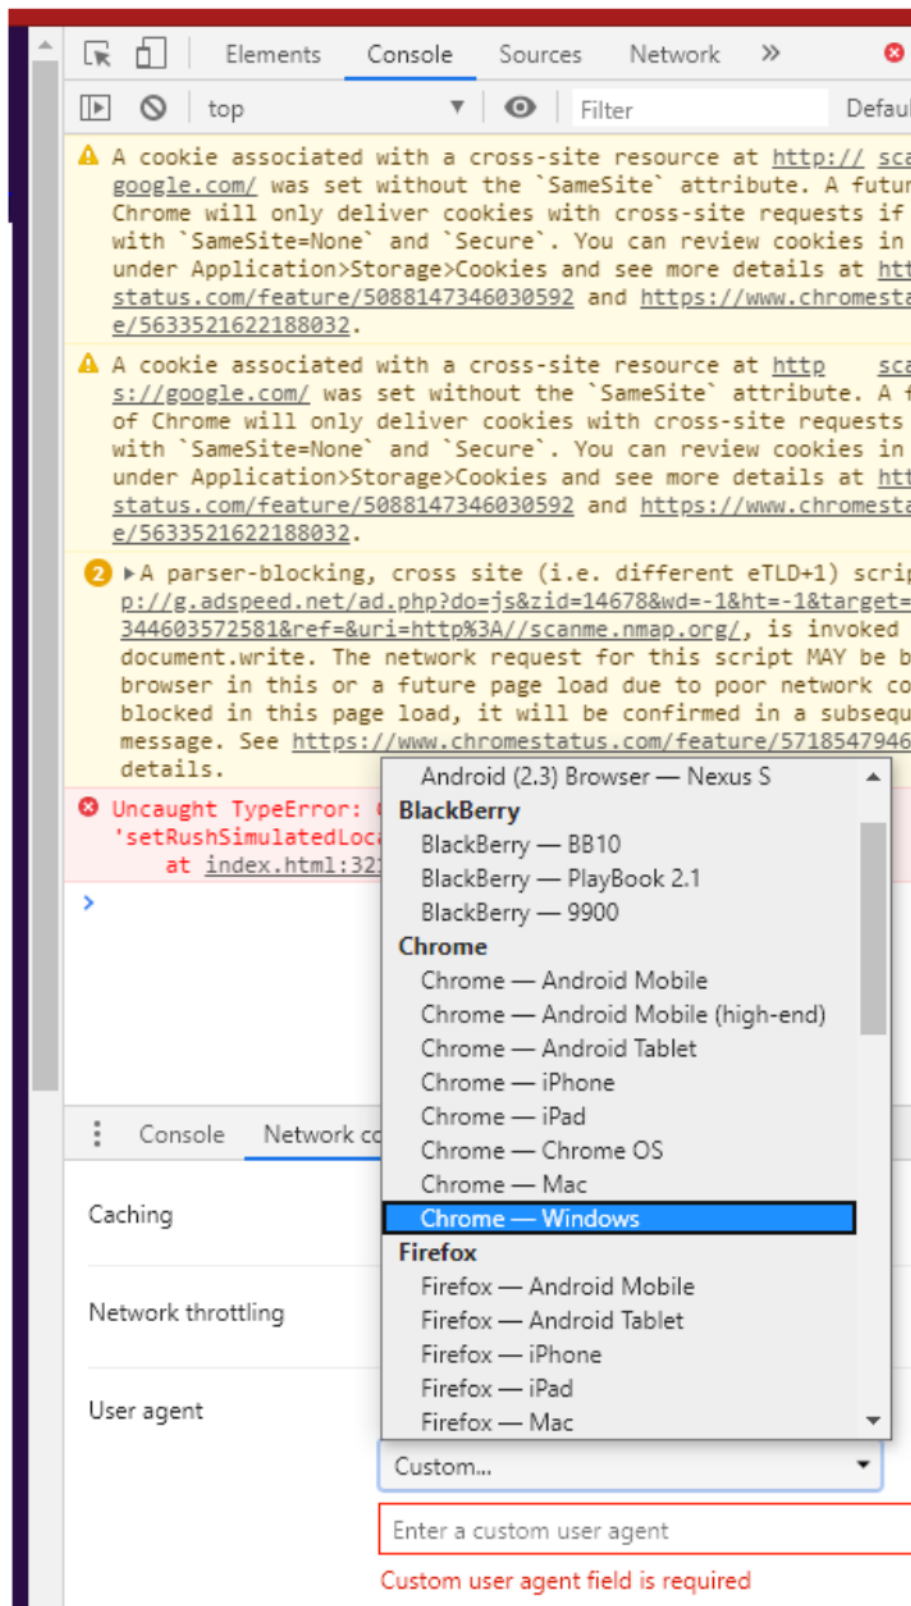 Elements Console Sources Network »
top Filter
A cookie associated with a cross-site resource at http://
google.com/ was set without the `SameSite` attribute. A
Chrome will only deliver cookies with cross-site requests if
with `SameSite=None` and `Secure`. You can review cookies in
under Application>Storage>Cookies and see more details at
status.com/feature/5088147346030592 and
e/5633521622188032.
A cookie associated with a cross-site resource at http
s://google.com/ was set without the `SameSite` attribute. A
of Chrome will only deliver cookies with cross-site requests
with `SameSite=None` and `Secure`. You can review cookies in
under Application>Storage>Cookies and see more details at
status.com/feature/5088147346030592 and
e/5633521622188032.
2 ▶A parser-blocking, cross site (i.e. different eTLD+1)
p://g.adspeed.net/ad.php?do=js&zid=14678&wd=-1&ht=-1&target=
344603572581&ref=&uri=http%3A//scanme.nmap.org/, is invoked
document.write. The network request for this script MAY be
browser in this or a future page load due to poor network
blocked in this page load, it will be confirmed in a
message. See https://www.chromestatus.com/feature/5718547946
details.
Uncaught TypeError:
at index.html:32
>
Android (2.3) Browser — Nexus S
BlackBerry
BlackBerry — BB10
BlackBerry — PlayBook 2.1
BlackBerry — 9900
Chrome
Chrome — Android Mobile
Chrome — Android Mobile (high-end)
Chrome — Android Tablet
Chrome — iPhone
Chrome — iPad
Chrome — Chrome OS
Chrome — Mac
Chrome — Windows
Firefox
Firefox — Android Mobile
Firefox — Android Tablet
Firefox — iPhone
Firefox — iPad
Firefox — Mac
Console Network
Caching
Network throttling
User agent
Custom...
Enter a custom user agent
Custom user agent field is required